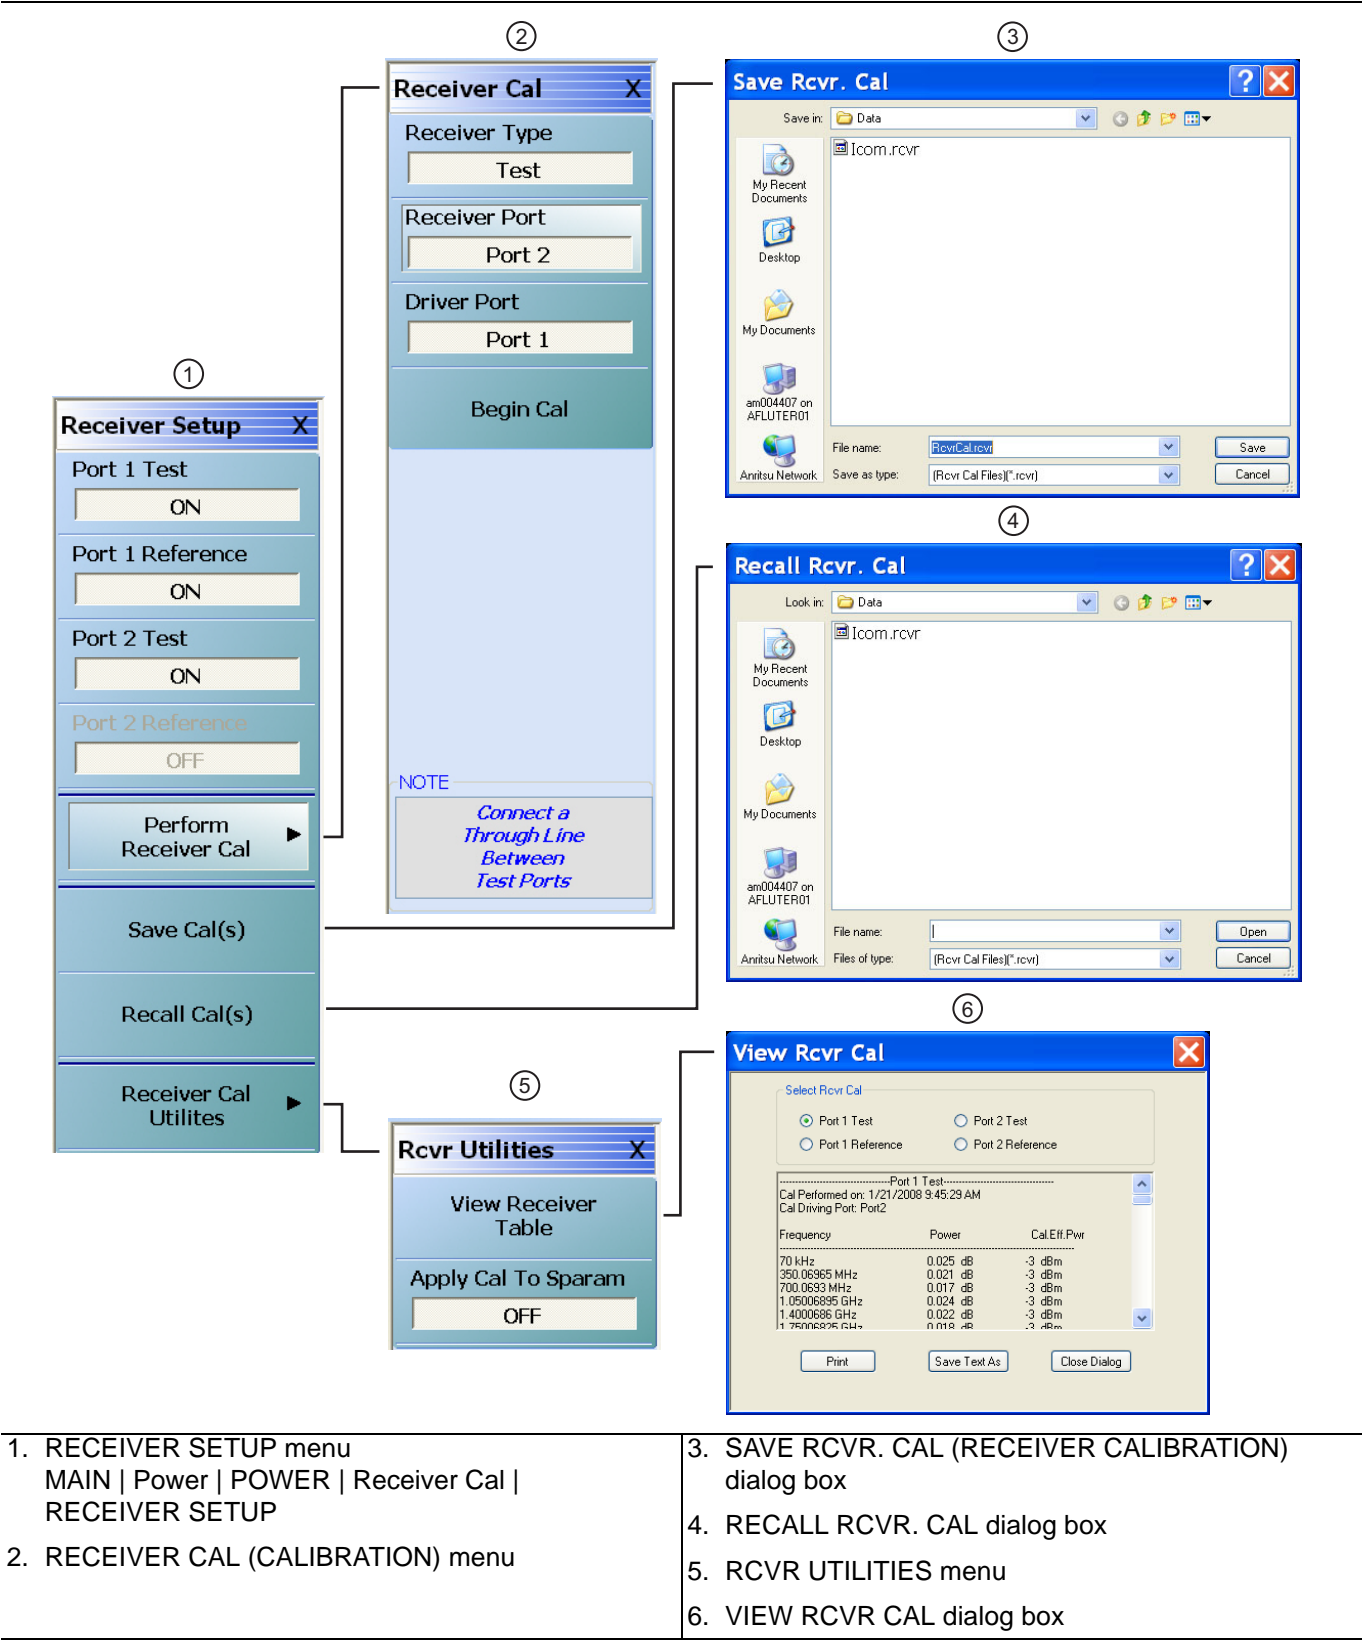 2
3
Receiver Cal X
Receiver Type
Test
Receiver Port
Port 2
Driver Port
Port 1
Begin Cal
NOTE
Connect a
Through Line
Between
Test Ports
Save Rcvr. Cal ? X
Save in: Data
Icom.rcvr
My Recent
Documents
Desktop
My Documents
am004407 on
AFLUTER01
Anritsu Network
File name: RcvrCal.rcvr Save
Save as type: (Rcvr Cal Files)(*.rcvr) Cancel
1
Receiver Setup X
Port 1 Test
ON
Port 1 Reference
ON
Port 2 Test
ON
Port 2 Reference
OFF
Perform
Receiver Cal
Save Cal(s)
Recall Cal(s)
Receiver Cal
Utilites
4
Recall Rcvr. Cal ? X
Look in: Data
Icom.rcvr
My Recent
Documents
Desktop
My Documents
am004407 on
AFLUTER01
Anritsu Network
File name: Open
Files of type: (Rcvr Cal Files)(*.rcvr) Cancel
5
Rcvr Utilities X
View Receiver
Table
Apply Cal To Sparam
OFF
6
View Rcvr Cal X
Select Rcvr Cal
Port 1 Test Port 2 Test
Port 1 Reference Port 2 Reference
-----Port 1 Test-----
Cal Performed on: 1/21/2008 9:45:29 AM
Cal Driving Port: Port2
Frequency Power Cal.Eff.Pwr
70 kHz 0.025 dB -3 dBm
350.06965 MHz 0.021 dB -3 dBm
700.0693 MHz 0.017 dB -3 dBm
1.05006895 GHz 0.024 dB -3 dBm
1.4000686 GHz 0.022 dB -3 dBm
1.75006825 GHz 0.018 dB -3 dBm
Print Save Text As Close Dialog
1. RECEIVER SETUP menu
MAIN | Power | POWER | Receiver Cal |
RECEIVER SETUP
2. RECEIVER CAL (CALIBRATION) menu
3. SAVE RCVR. CAL (RECEIVER CALIBRATION)
dialog box
4. RECALL RCVR. CAL dialog box
5. RCVR UTILITIES menu
6. VIEW RCVR CAL dialog box